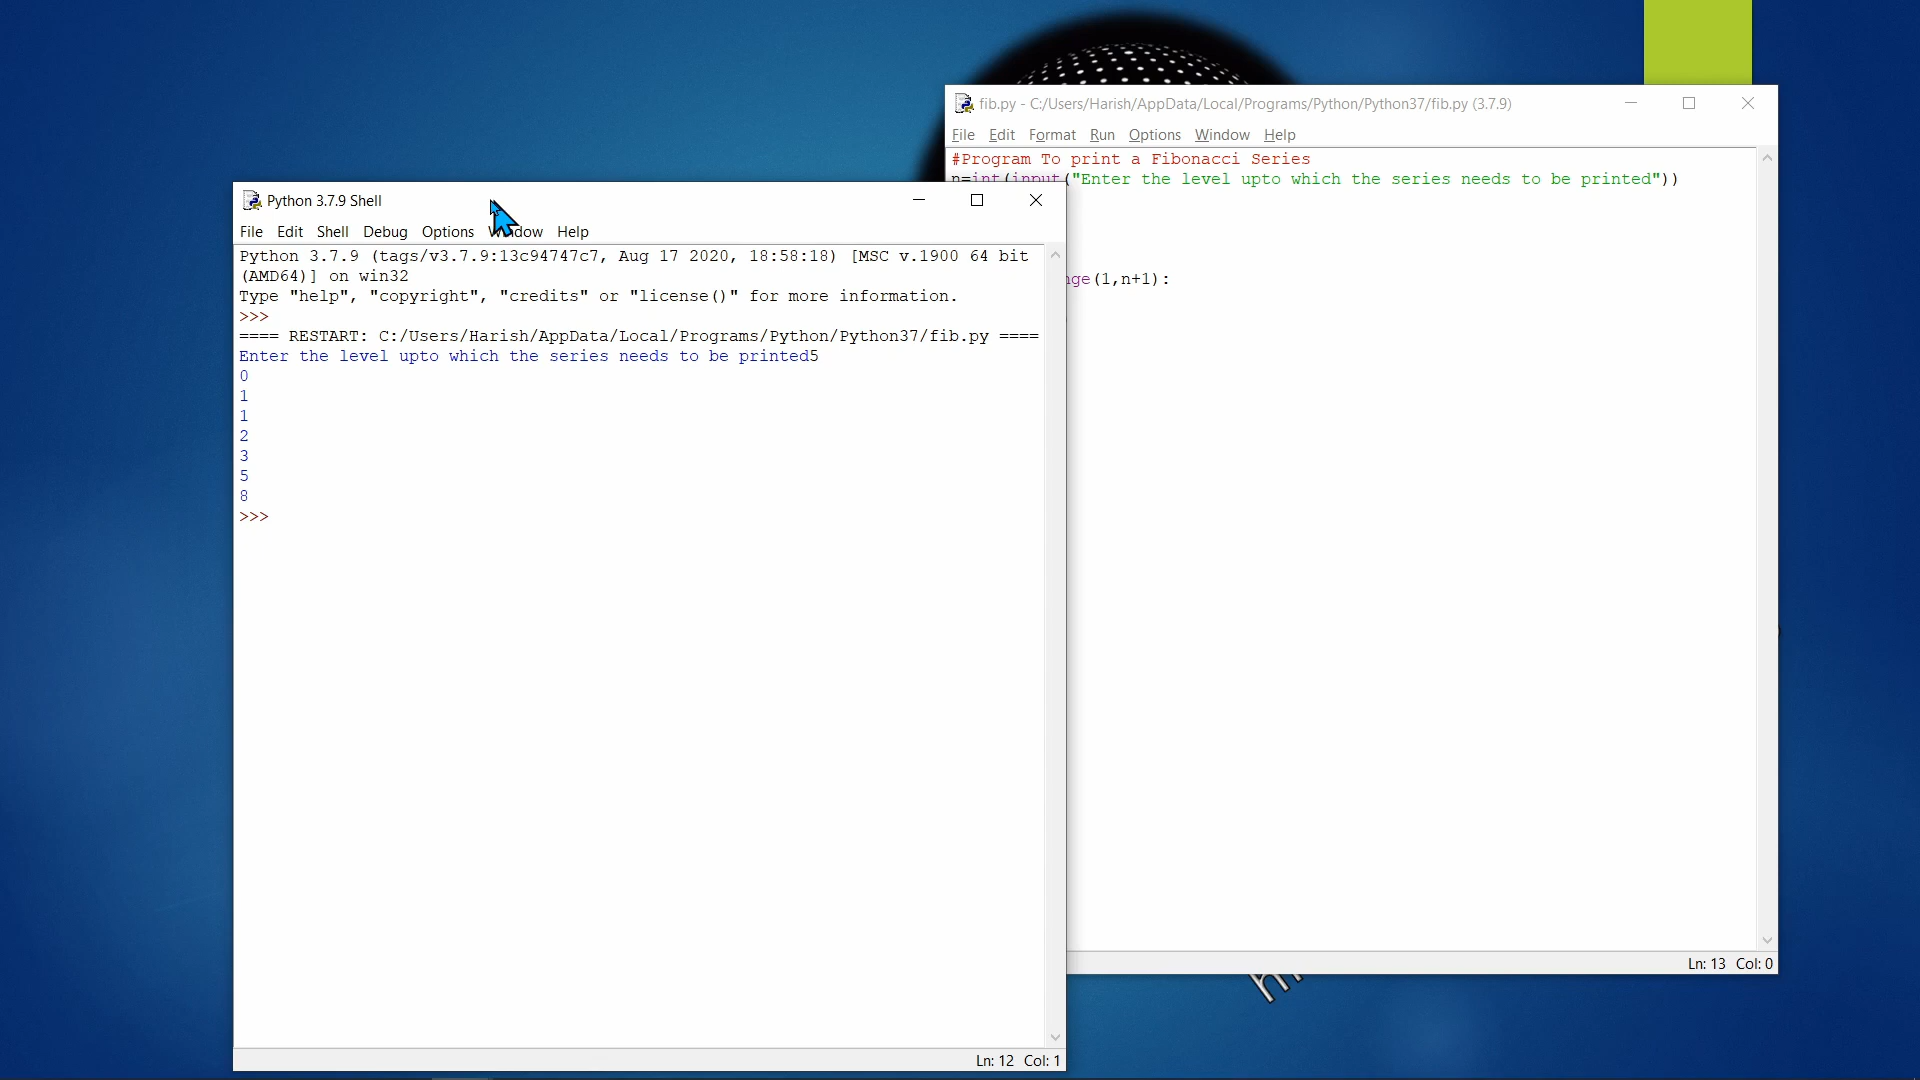 fib.py - C:/Users/Harish/AppData/Local/Programs/Python/Python37/fib.py (3.7.9)
File Edit Format Run Options Window Help
#Program To print a Fibonacci Series
n=int(input("Enter the level upto which the series needs to be printed"))
(1,n+1):
Ln: 13 Col: 0
Python 3.7.9 Shell
File Edit Shell Debug Options Window Help
Python 3.7.9 (tags/v3.7.9:13c94747c7, Aug 17 2020, 18:58:18) [MSC v.1900 64 bit
(AMD64)] on win32
Type "help", "copyright", "credits" or "license()" for more information.
>>>
==== RESTART: C:/Users/Harish/AppData/Local/Programs/Python/Python37/fib.py ====
Enter the level upto which the series needs to be printed5
0
1
1
2
3
5
8
>>>
Ln: 12 Col: 1